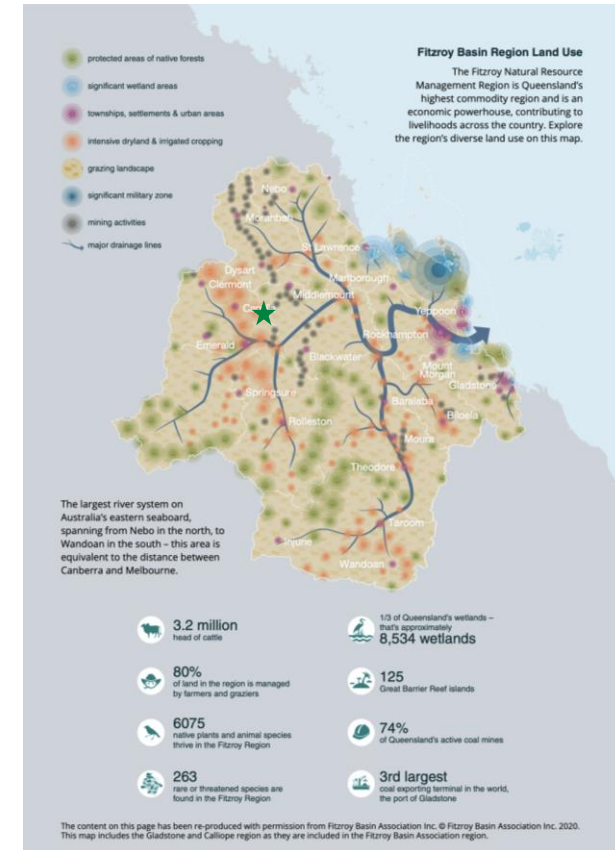 protected areas of native forests
significant wetland areas
townships, settlements & urban areas
intensive dryland & irrigated cropping
grazing landscape
significant military zone
mining activities
major drainage lines
Fitzroy Basin Region Land Use
The Fitzroy Natural Resource
Management Region is Queensland's
highest commodity region and is an
economic powerhouse, contributing to
livelihoods across the country. Explore
the region's diverse land use on this map.
Nebo
Moranbah
St Lawrence
Dysart
Clermont
Marlborough
Middlemount
Yeppoon
Rockhampton
Emerald
Blackwater
Mount
Morgan
Gladstone
Springsure
Baralaba
Biloela
Rolleston
Moura
Theodore
Taroom
Injune
Wandoan
The largest river system on
Australia's eastern seaboard,
spanning from Nebo in the north, to
Wandoan in the south – this area is
equivalent to the distance between
Canberra and Melbourne.
3.2 million
head of cattle
80%
of land in the region is managed
by farmers and graziers
6075
native plants and animal species
thrive in the Fitzroy Region
263
rare or threatened species are
found in the Fitzroy Region
1/3 of Queensland's wetlands –
that's approximately
8,534 wetlands
125
Great Barrier Reef islands
74%
of Queensland's active coal mines
3rd largest
coal exporting terminal in the world,
the port of Gladstone
The content on this page has been re-produced with permission from Fitzroy Basin Association Inc. © Fitzroy Basin Association Inc. 2020.
This map includes the Gladstone and Calliope region as they are included in the Fitzroy Basin Association region.